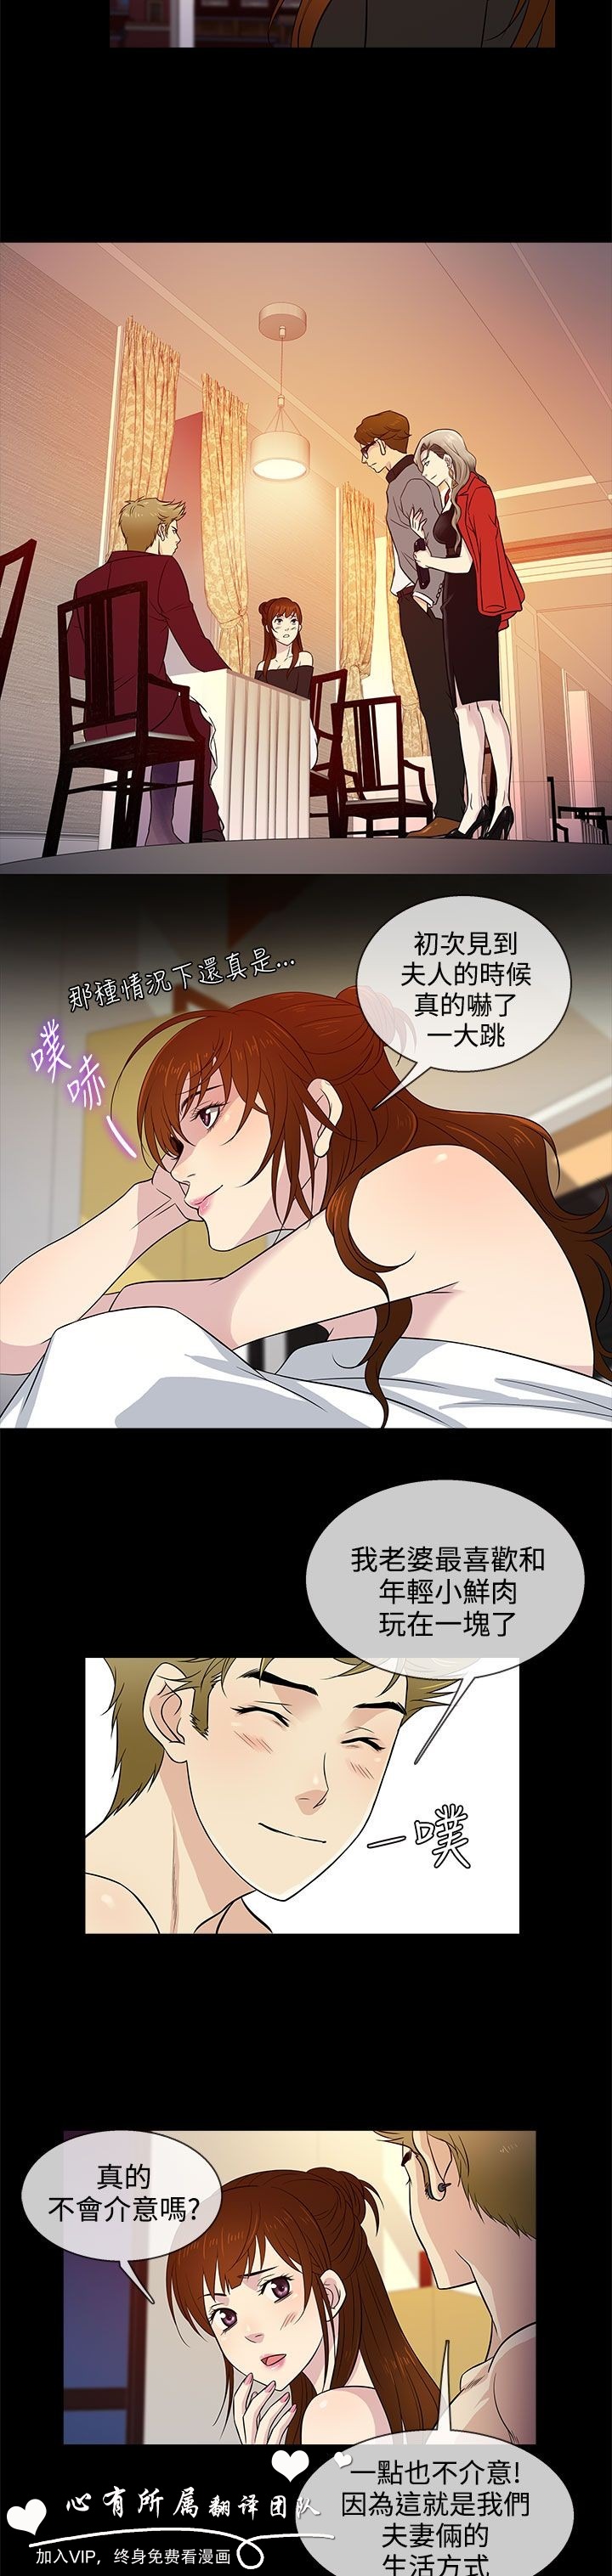 初次見到
夫人的時候
真的嚇了
一大跳
那種情況下還真是...
噗哧
我老婆最喜歡和
年輕小鮮肉
玩在一塊了
噗
真的
不會介意嗎?
一點也不介意!
因為這就是我們
夫妻倆的
生活方式
心有所属翻译团队
加入VIP，终身免费看漫画